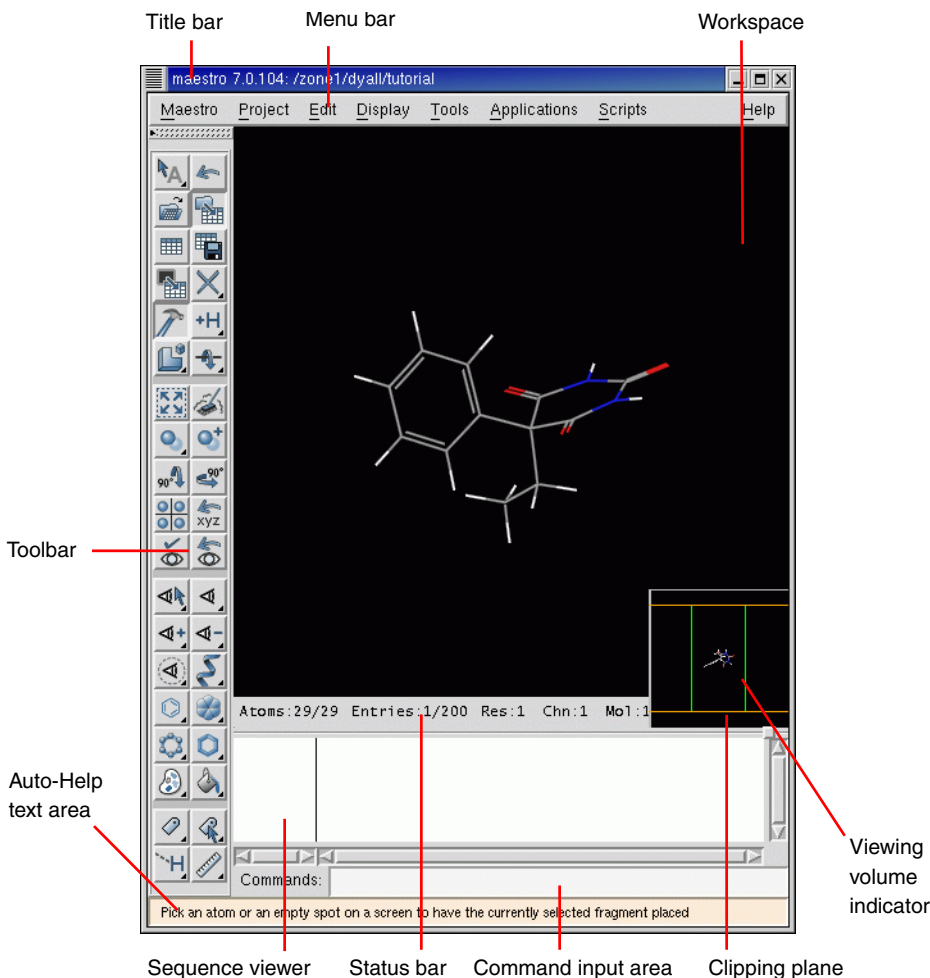 Title bar
Menu bar
Workspace
maestro 7.0.104: /zone1/dyall/tutorial
Maestro Project Edit Display Tools Applications Scripts Help
A
+H
90° 90°
xyz
Toolbar
Atoms:29/29 Entries:1/200 Res:1 Chn:1 Mol:1
Auto-Help
text area
H
Commands:
Pick an atom or an empty spot on a screen to have the currently selected fragment placed
Viewing
volume
indicator
Sequence viewer
Status bar
Command input area
Clipping plane